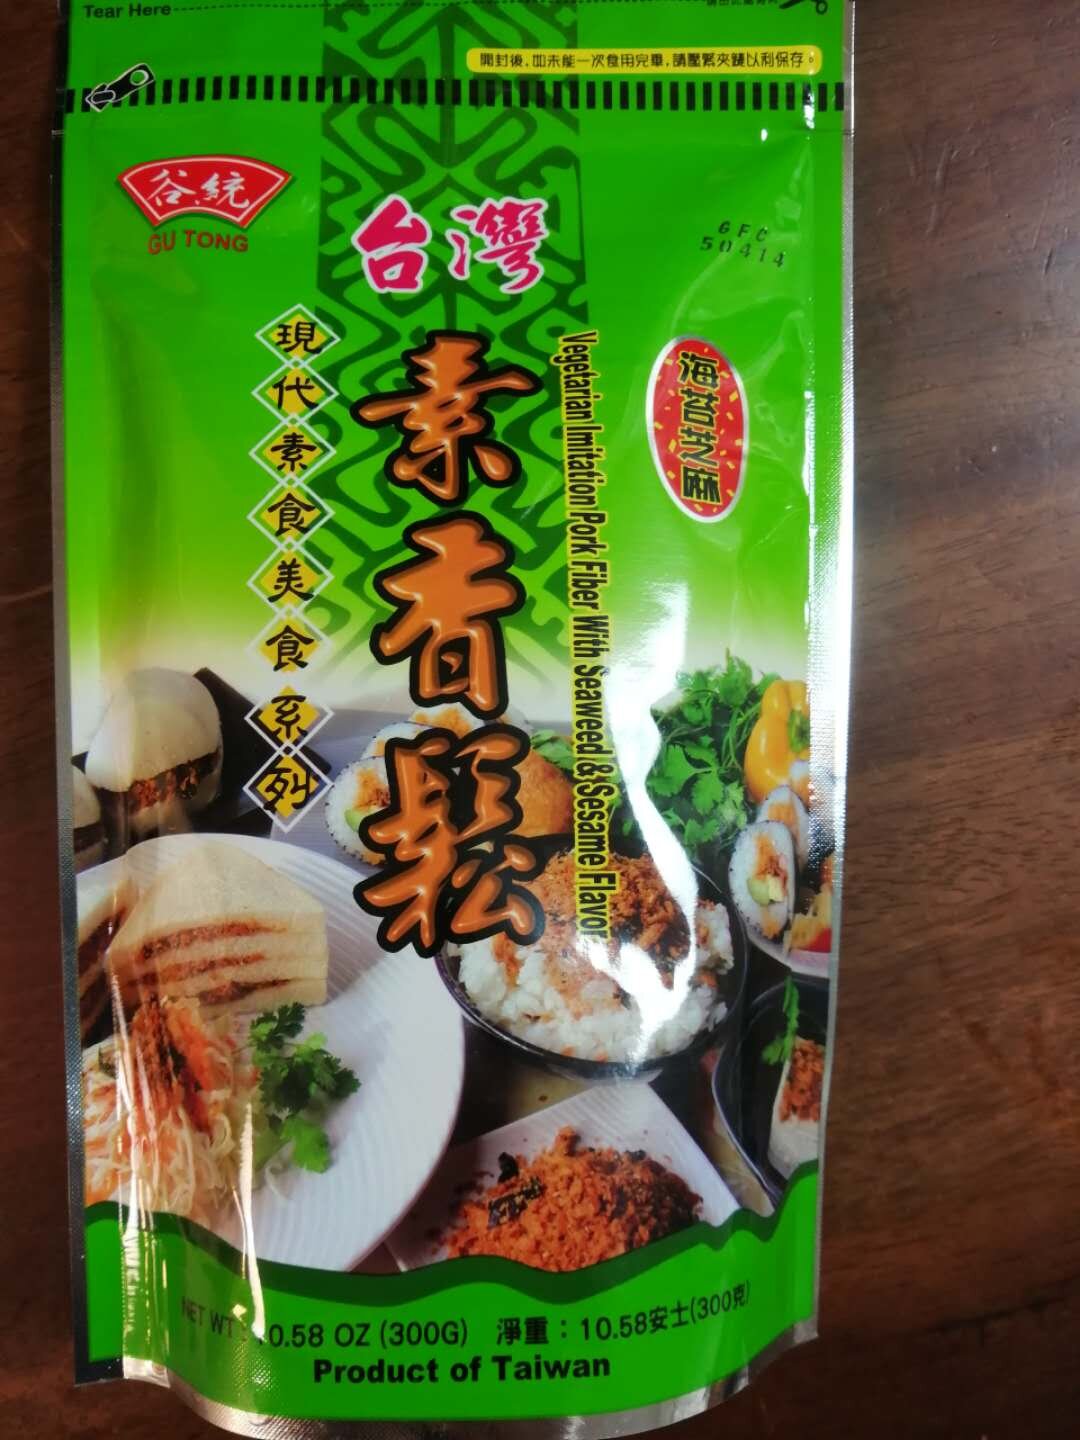 Tear Here
開封後,如未能一次食用完畢,請壓緊夾鏈以利保存。
谷統
GU TONG
台灣
GFC
50414
現代素食美食系列
素香鬆
Vegetarian Imitation Pork Fiber With Seaweed & Sesame Flavor
海苔芝麻
NET WT : 10.58 OZ (300G) 淨重：10.58安士(300克)
Product of Taiwan